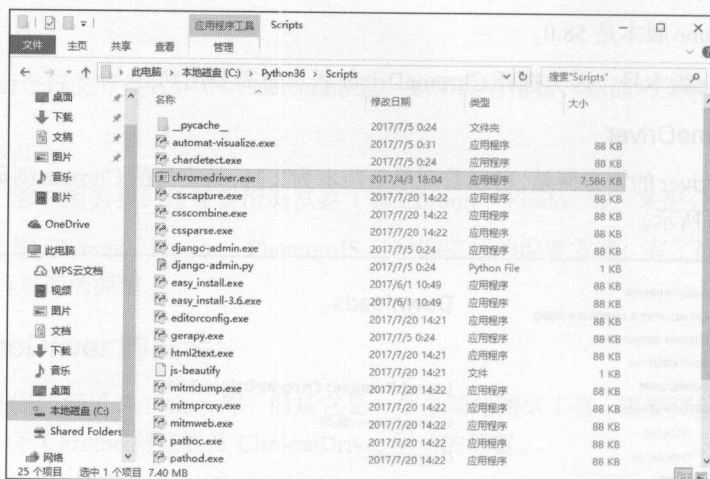 应用程序工具 Scripts
文件 主页 共享 查看 管理
此电脑 › 本地磁盘 (C:) › Python36 › Scripts
搜索"Scripts"
名称 修改日期 类型 大小
__pycache__ 2017/7/5 0:24 文件夹
automat-visualize.exe 2017/7/5 0:31 应用程序 88 KB
chardetect.exe 2017/7/5 0:24 应用程序 88 KB
chromedriver.exe 2017/4/3 18:04 应用程序 7,586 KB
csscapture.exe 2017/7/20 14:22 应用程序 88 KB
csscombine.exe 2017/7/20 14:22 应用程序 88 KB
cssparse.exe 2017/7/20 14:22 应用程序 88 KB
django-admin.exe 2017/7/5 0:24 应用程序 88 KB
django-admin.py 2017/7/5 0:24 Python File 1 KB
easy_install.exe 2017/6/1 10:49 应用程序 88 KB
easy_install-3.6.exe 2017/6/1 10:49 应用程序 88 KB
editorconfig.exe 2017/7/20 14:21 应用程序 88 KB
gerapy.exe 2017/7/5 0:24 应用程序 88 KB
html2text.exe 2017/7/20 14:21 应用程序 88 KB
js-beautify 2017/7/20 14:21 文件 1 KB
mitmdump.exe 2017/7/20 14:22 应用程序 88 KB
mitmproxy.exe 2017/7/20 14:22 应用程序 88 KB
mitmweb.exe 2017/7/20 14:22 应用程序 88 KB
pathoc.exe 2017/7/20 14:22 应用程序 88 KB
pathod.exe 2017/7/20 14:22 应用程序 88 KB
桌面
下载
文稿
图片
音乐
影片
OneDrive
此电脑
WPS云文档
视频
图片
文档
下载
音乐
桌面
本地磁盘 (C:)
Shared Folders
网络
25 个项目 选中 1 个项目 7.40 MB